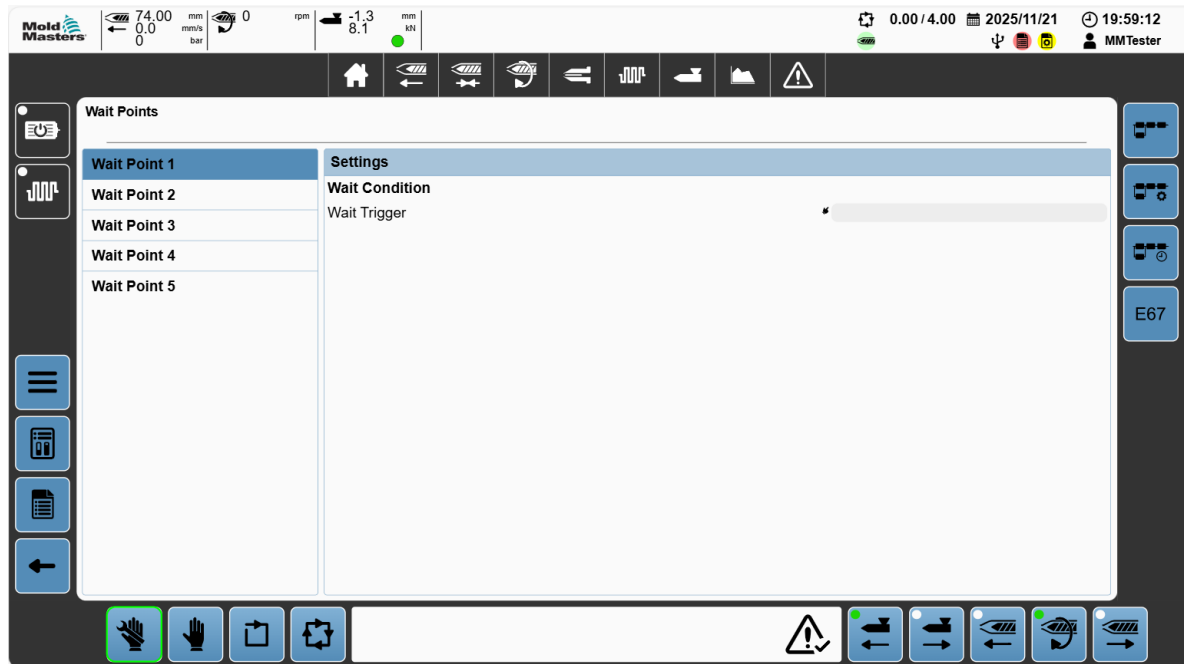 Mold
Masters
74.00 mm
0.0 mm/s
0 bar
0 rpm
-1.3 mm
8.1 kN
0.00 / 4.00
2025/11/21
19:59:12
MMTester
Wait Points
Wait Point 1
Wait Point 2
Wait Point 3
Wait Point 4
Wait Point 5
Settings
Wait Condition
Wait Trigger
E67